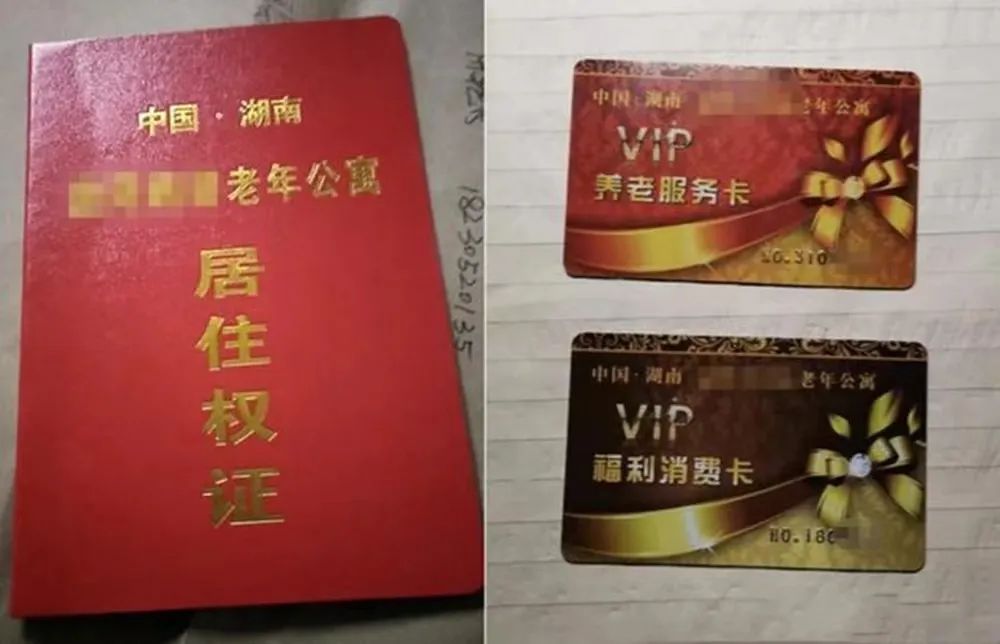 中国·湖南
老年公寓
居
住
权
证
18230520135
中国·湖南 老年公寓
VIP
养老服务卡
NO.310
中国·湖南 老年公寓
VIP
福利消费卡
NO.180